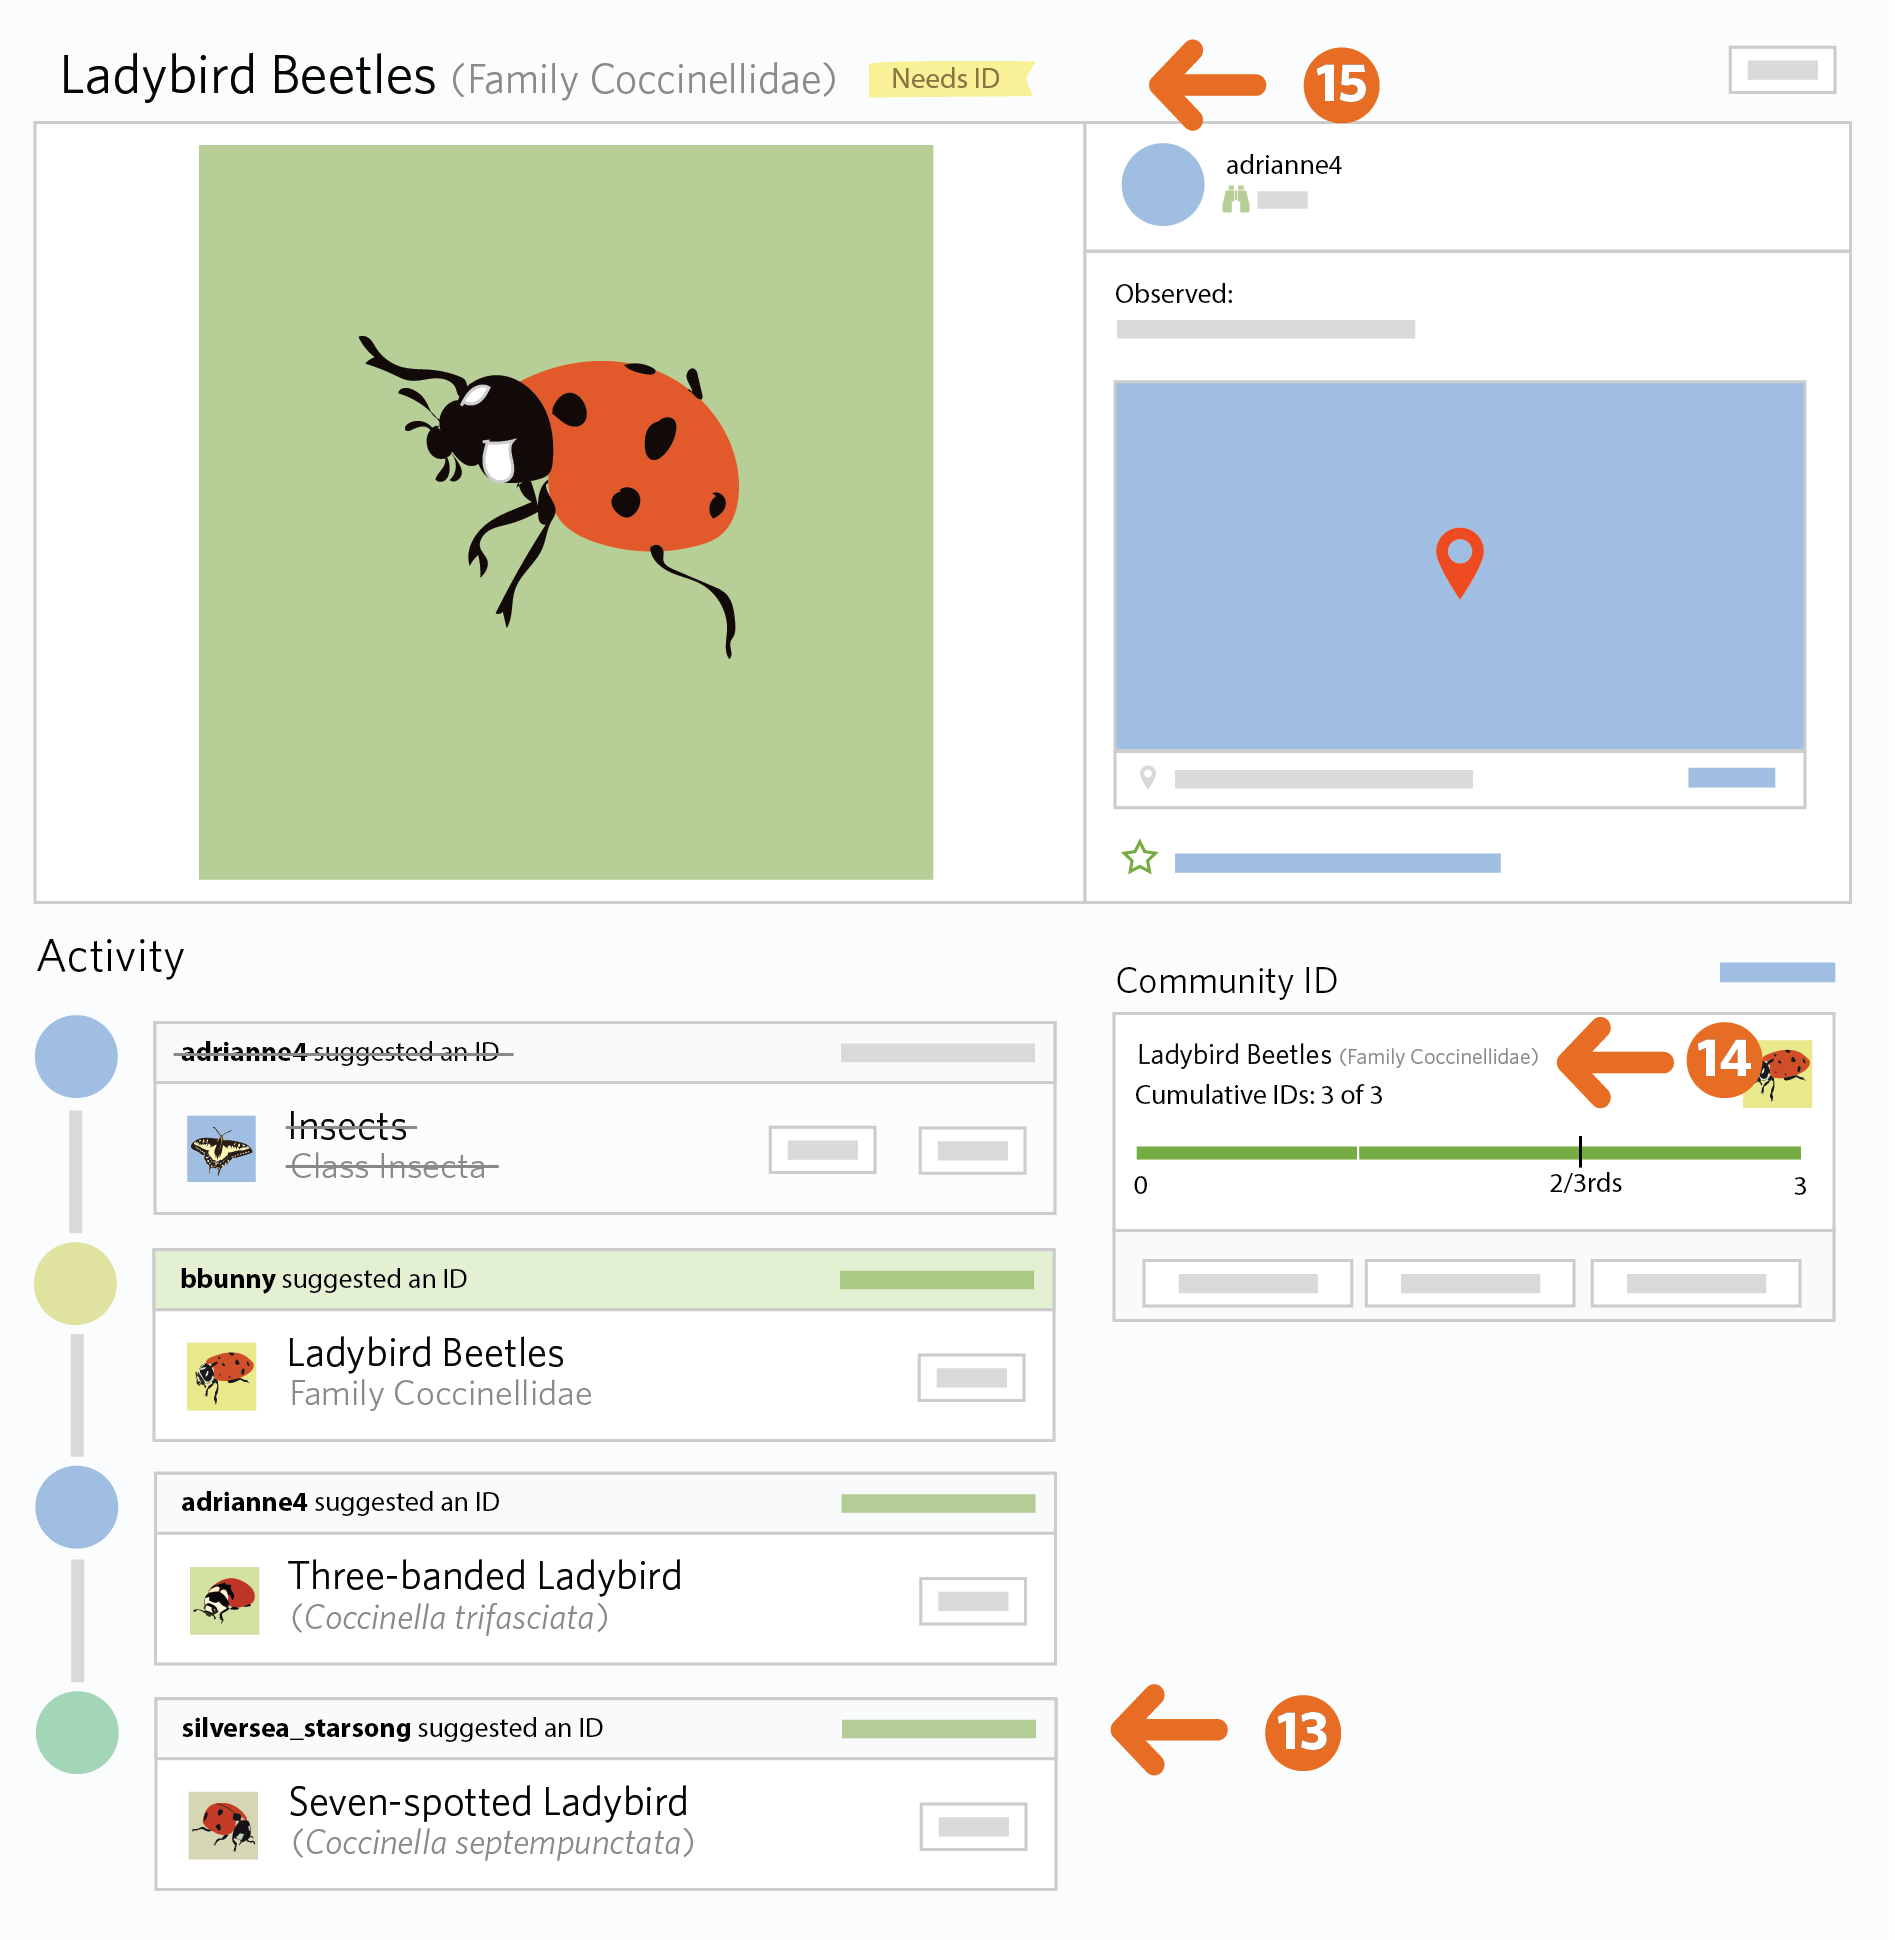 Ladybird Beetles (Family Coccinellidae) Needs ID
15
adrianne4
Observed:
Activity
adrianne4 suggested an ID
Insects
Class Insecta
bbunny suggested an ID
Ladybird Beetles
Family Coccinellidae
adrianne4 suggested an ID
Three-banded Ladybird
(Coccinella trifasciata)
silversea_starsong suggested an ID
Seven-spotted Ladybird
(Coccinella septempunctata)
13
Community ID
Ladybird Beetles (Family Coccinellidae)
14
Cumulative IDs: 3 of 3
0 2/3rds 3